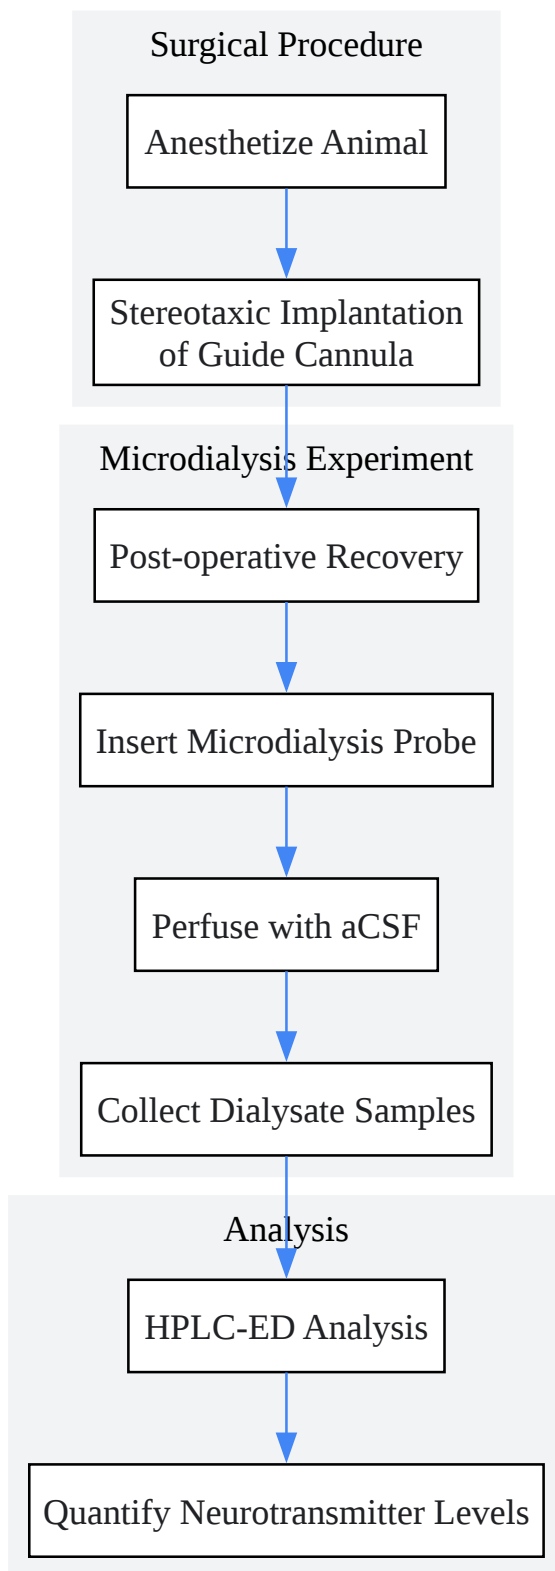 Surgical Procedure
Anesthetize Animal
Stereotaxic Implantation
of Guide Cannula
Microdialysis Experiment
Post-operative Recovery
Insert Microdialysis Probe
Perfuse with aCSF
Collect Dialysate Samples
Analysis
HPLC-ED Analysis
Quantify Neurotransmitter Levels